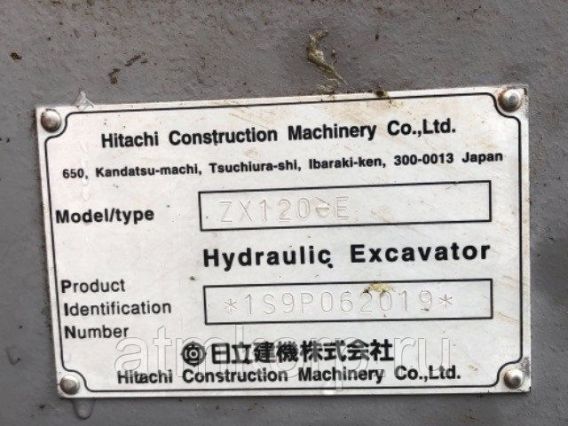 Hitachi Construction Machinery Co.,Ltd.
650, Kandatsu-machi, Tsuchiura-shi, Ibaraki-ken, 300-0013 Japan
Model/type ZX120-E
Hydraulic Excavator
Product
Identification *1S9P062019*
Number
日立建機株式会社
Hitachi Construction Machinery Co.,Ltd.